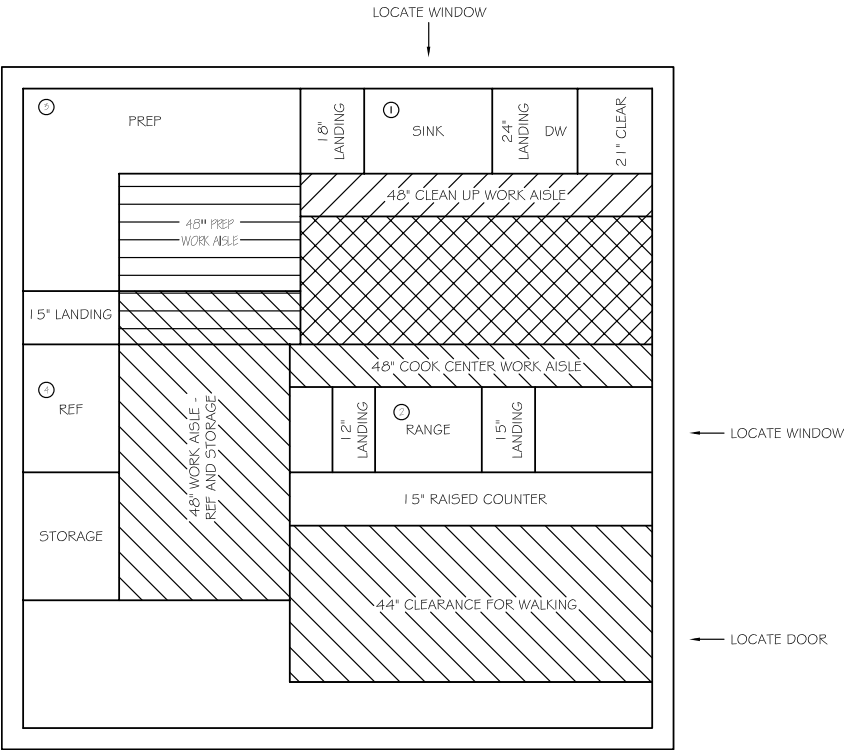 LOCATE WINDOW
3
PREP
18"
LANDING
1
SINK
24"
LANDING
DW
21" CLEAR
48" CLEAN UP WORK AISLE
48" PREP
WORK AISLE
15" LANDING
48" COOK CENTER WORK AISLE
4
REF
48" WORK AISLE -
REF AND STORAGE
12"
LANDING
2
RANGE
15"
LANDING
LOCATE WINDOW
15" RAISED COUNTER
STORAGE
44" CLEARANCE FOR WALKING
LOCATE DOOR